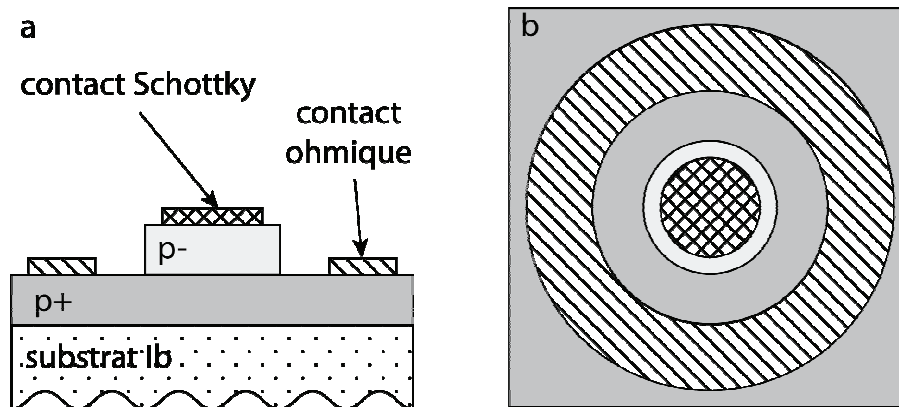 a
contact Schottky
contact
ohmique
p-
p+
substrat Ib
b